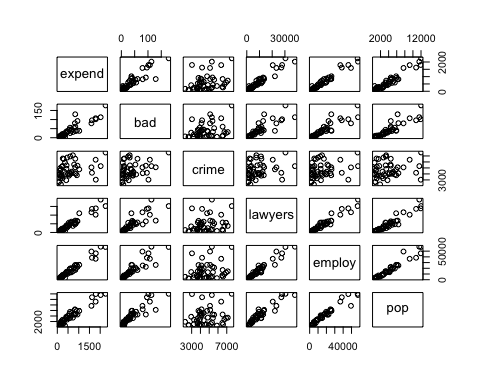 0 100 0 30000 2000 12000
expend 0 2000
0 150 bad
crime 3000
0 lawyers
employ 0 50000
2000 pop
0 1500 3000 7000 0 40000